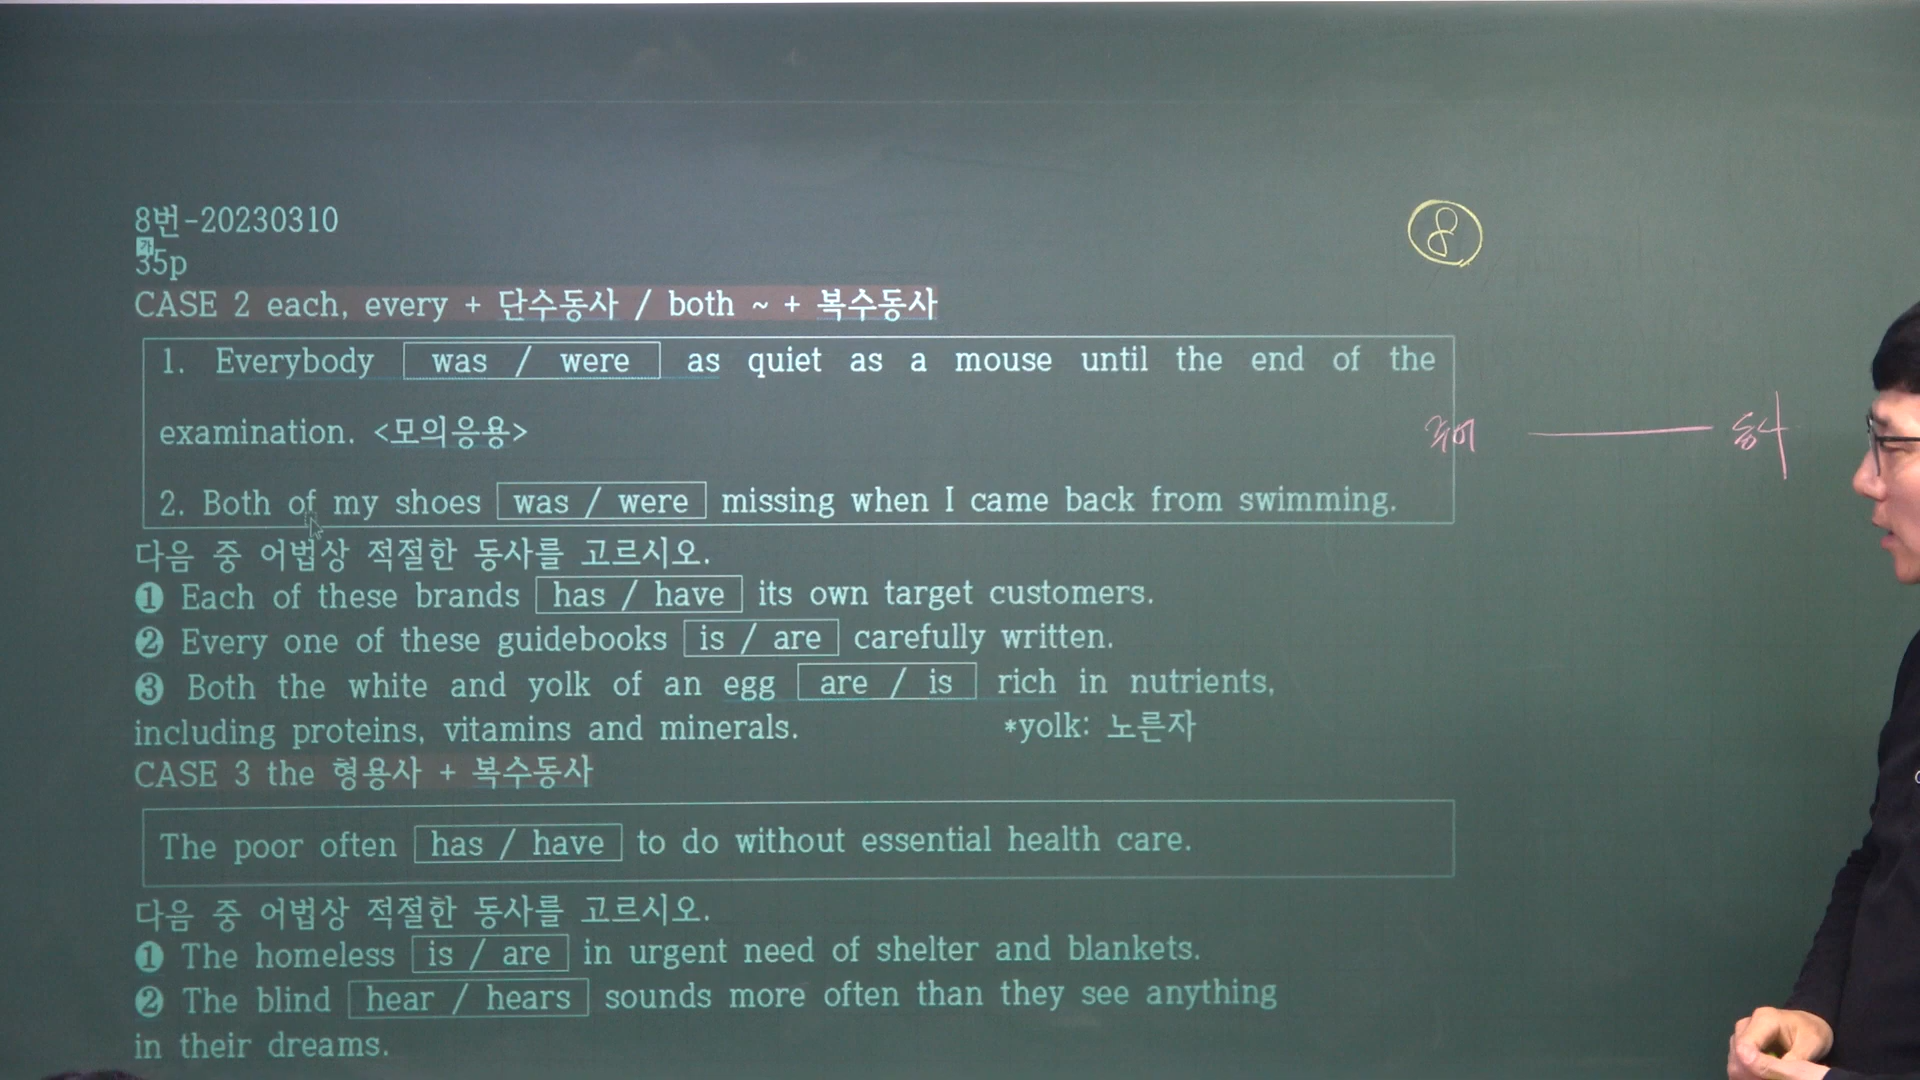 8번-20230310
가
35p
⑧
CASE 2 each, every + 단수동사 / both ~ + 복수동사
1. Everybody was / were as quiet as a mouse until the end of the
examination. <모의응용>
주어 동사
2. Both of my shoes was / were missing when I came back from swimming.
다음 중 어법상 적절한 동사를 고르시오.
❶ Each of these brands has / have its own target customers.
❷ Every one of these guidebooks is / are carefully written.
❸ Both the white and yolk of an egg are / is rich in nutrients,
including proteins, vitamins and minerals. *yolk: 노른자
CASE 3 the 형용사 + 복수동사
The poor often has / have to do without essential health care.
다음 중 어법상 적절한 동사를 고르시오.
❶ The homeless is / are in urgent need of shelter and blankets.
❷ The blind hear / hears sounds more often than they see anything
in their dreams.